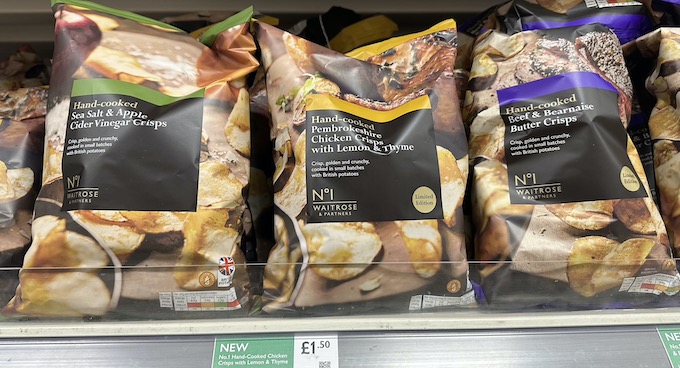 Hand-cooked
Sea Salt & Apple
Cider Vinegar Crisps
Crisp, golden and crunchy,
cooked in small batches
with British potatoes
Nº1
WAITROSE
& PARTNERS
Hand-cooked
Pembrokeshire
Chicken Crisps
with Lemon & Thyme
Crisp, golden and crunchy,
cooked in small batches
with British potatoes
Nº1
WAITROSE
& PARTNERS
Limited
Edition
Hand-cooked
Beef & Bearnaise
Butter Crisps
Crisp, golden and crunchy,
cooked in small batches
with British potatoes
Nº1
WAITROSE
& PARTNERS
Limited
Edition
NEW
No.1 Hand-Cooked Chicken
Crisps with Lemon & Thyme
£1.50
NE